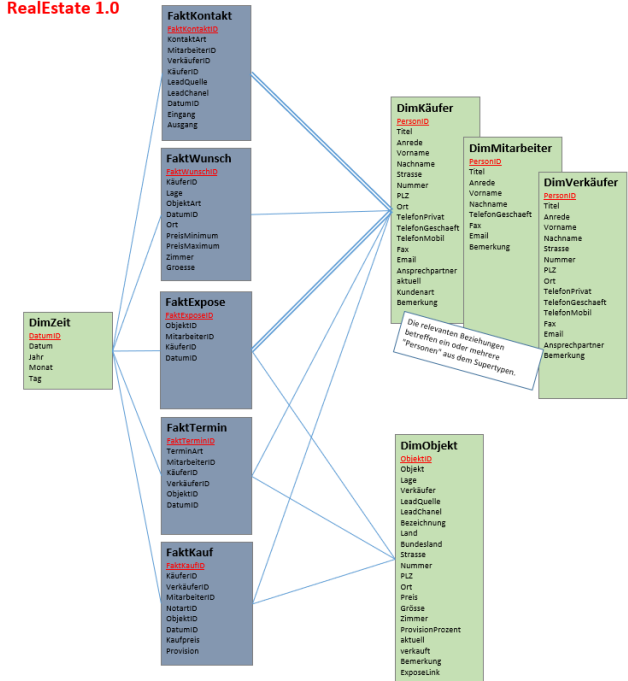 RealEstate 1.0
FaktKontakt
FaktKontaktID
KontaktArt
MitarbeiterID
VerkäuferID
KäuferID
LeadQuelle
LeadChanel
DatumID
Eingang
Ausgang
FaktWunsch
FaktWunschID
KäuferID
Lage
ObjektArt
DatumID
Ort
PreisMinimum
PreisMaximum
Zimmer
Groesse
FaktExpose
FaktExposeID
ObjektID
MitarbeiterID
KäuferID
DatumID
FaktTermin
FaktTerminID
TerminArt
MitarbeiterID
KäuferID
VerkäuferID
ObjektID
DatumID
FaktKauf
FaktKaufID
KäuferID
VerkäuferID
MitarbeiterID
NotartID
ObjektID
DatumID
Kaufpreis
Provision
DimZeit
DatumID
Datum
Jahr
Monat
Tag
DimKäufer
PersonID
Titel
Anrede
Vorname
Nachname
Strasse
Nummer
PLZ
Ort
TelefonPrivat
TelefonGeschaeft
TelefonMobil
Fax
Email
Ansprechpartner
aktuell
Kundenart
Bemerkung
DimMitarbeiter
PersonID
Titel
Anrede
Vorname
Nachname
TelefonGeschaeft
Fax
Email
Bemerkung
DimVerkäufer
PersonID
Titel
Anrede
Vorname
Nachname
Strasse
Nummer
PLZ
Ort
TelefonPrivat
TelefonGeschaeft
TelefonMobil
Fax
Email
Ansprechpartner
Bemerkung
Die relevanten Beziehungen
betreffen ein oder mehrere
"Personen" aus dem Supertypen.
DimObjekt
ObjektID
Objekt
Lage
Verkäufer
LeadQuelle
LeadChanel
Bezeichnung
Land
Bundesland
Strasse
Nummer
PLZ
Ort
Preis
Grösse
Zimmer
ProvisionProzent
aktuell
verkauft
Bemerkung
ExposeLink